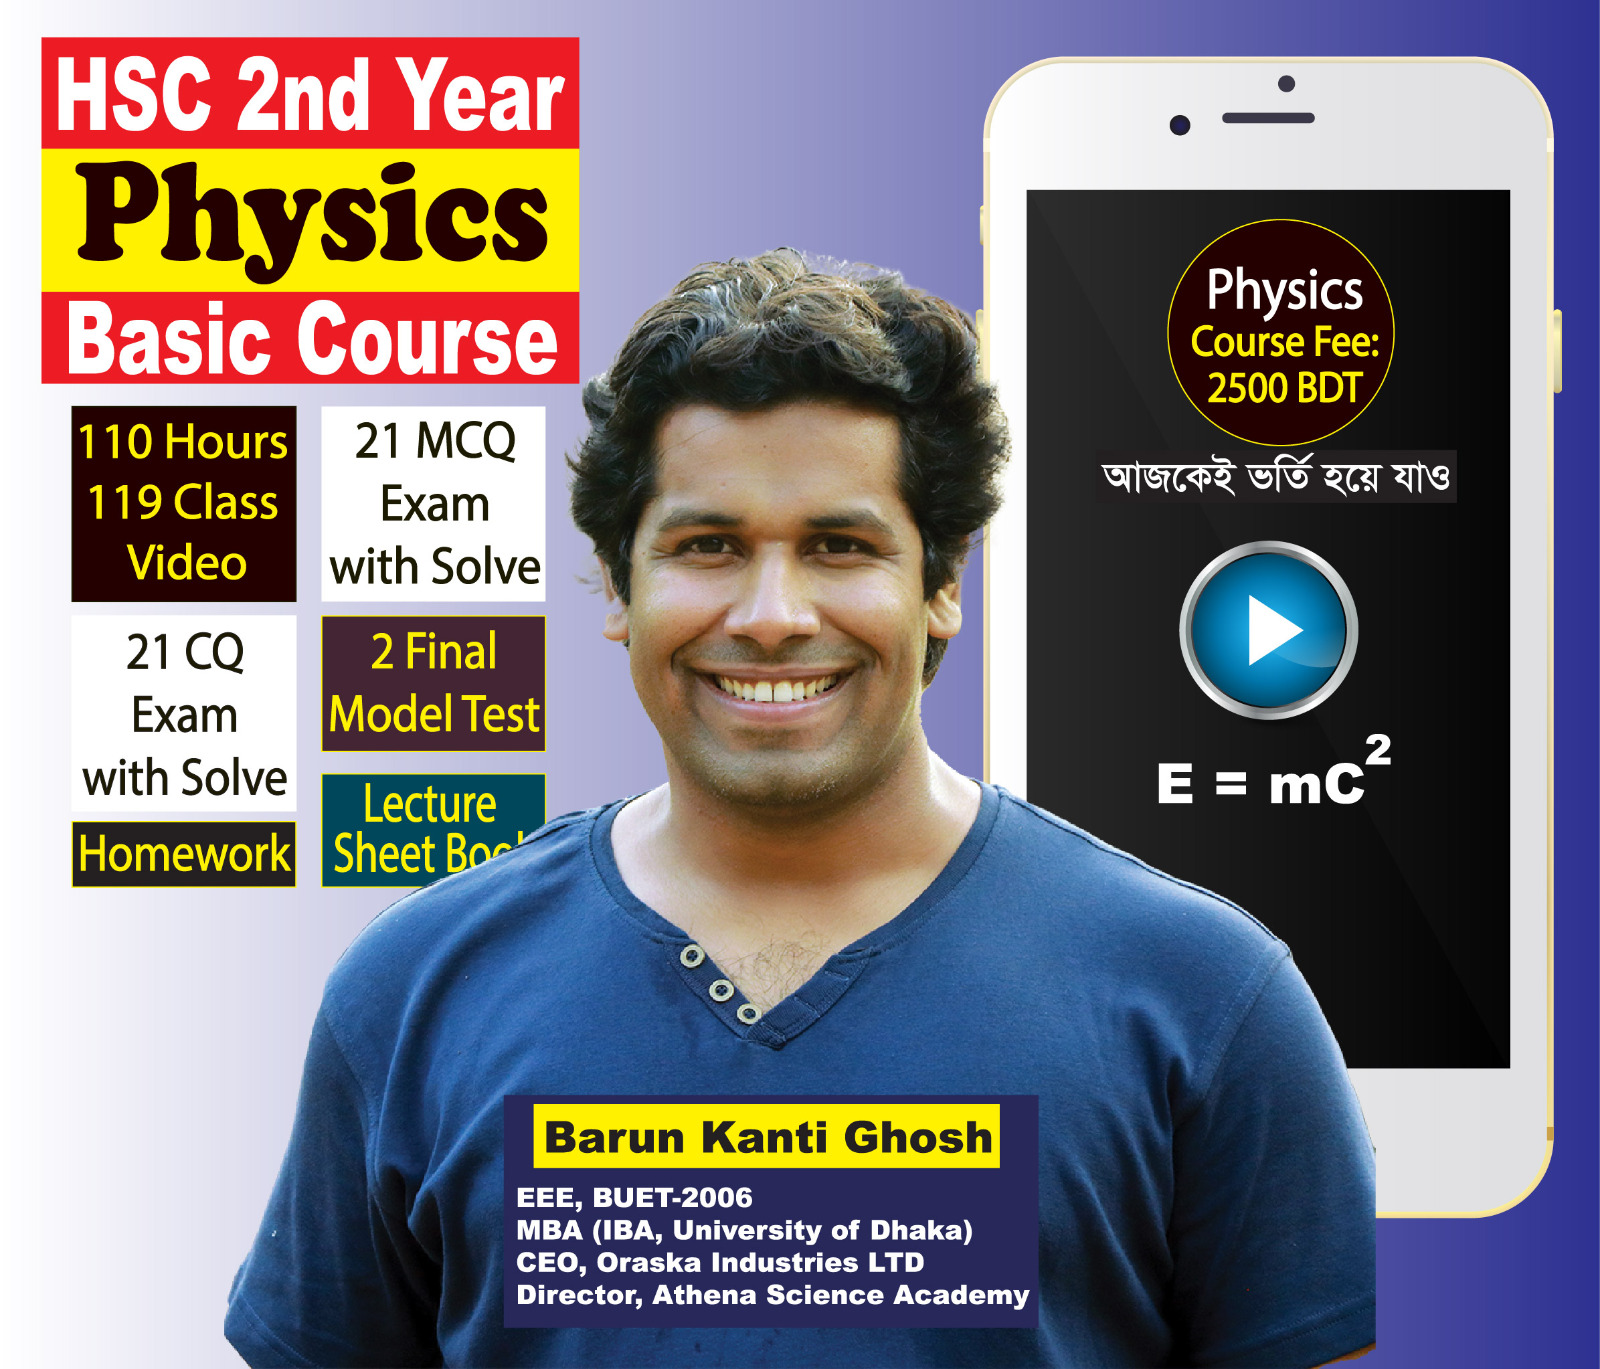 HSC 2nd Year
Physics
Basic Course
110 Hours
119 Class
Video
21 MCQ
Exam
with Solve
21 CQ
Exam
with Solve
2 Final
Model Test
Homework
Lecture
Sheet Book
Physics
Course Fee:
2500 BDT
আজকেই ভর্তি হয়ে যাও
E = mC²
Barun Kanti Ghosh
EEE, BUET-2006
MBA (IBA, University of Dhaka)
CEO, Oraska Industries LTD
Director, Athena Science Academy